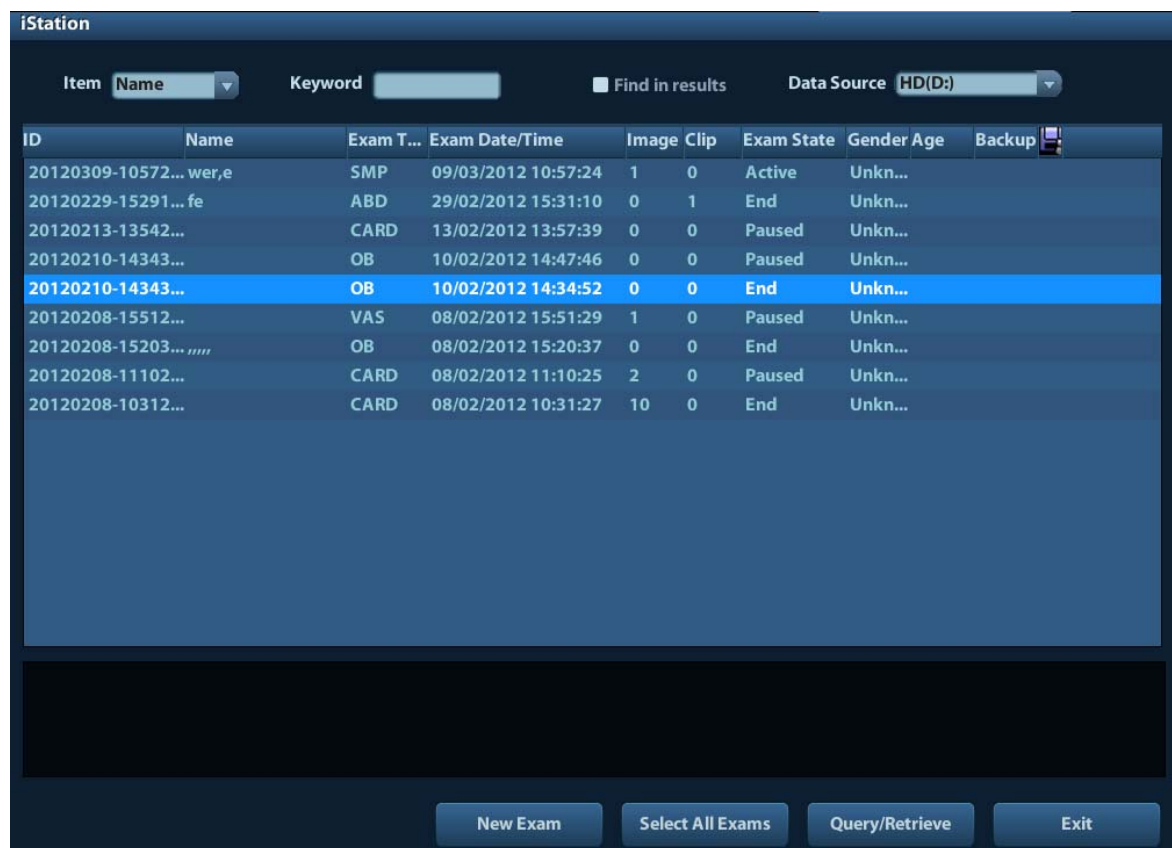 iStation
Item Name Keyword Find in results Data Source HD(D:)
ID Name Exam T... Exam Date/Time Image Clip Exam State Gender Age Backup
20120309-10572... wer,e SMP 09/03/2012 10:57:24 1 0 Active Unkn...
20120229-15291... fe ABD 29/02/2012 15:31:10 0 1 End Unkn...
20120213-13542... CARD 13/02/2012 13:57:39 0 0 Paused Unkn...
20120210-14343... OB 10/02/2012 14:47:46 0 0 Paused Unkn...
20120210-14343... OB 10/02/2012 14:34:52 0 0 End Unkn...
20120208-15512... VAS 08/02/2012 15:51:29 1 0 Paused Unkn...
20120208-15203... ,,,,, OB 08/02/2012 15:20:37 0 0 End Unkn...
20120208-11102... CARD 08/02/2012 11:10:25 2 0 Paused Unkn...
20120208-10312... CARD 08/02/2012 10:31:27 10 0 End Unkn...
New Exam Select All Exams Query/Retrieve Exit